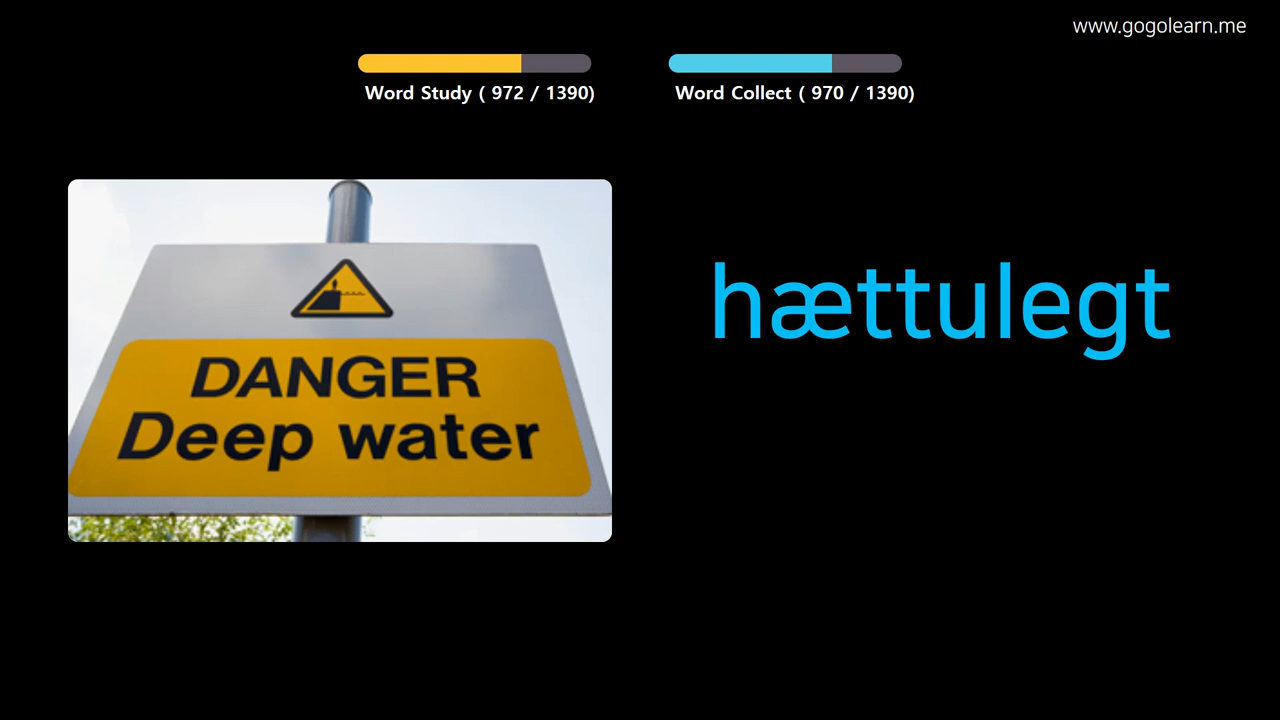 www.gogolearn.me
Word Study ( 972 / 1390)
Word Collect ( 970 / 1390)
hættulegt
DANGER
Deep water